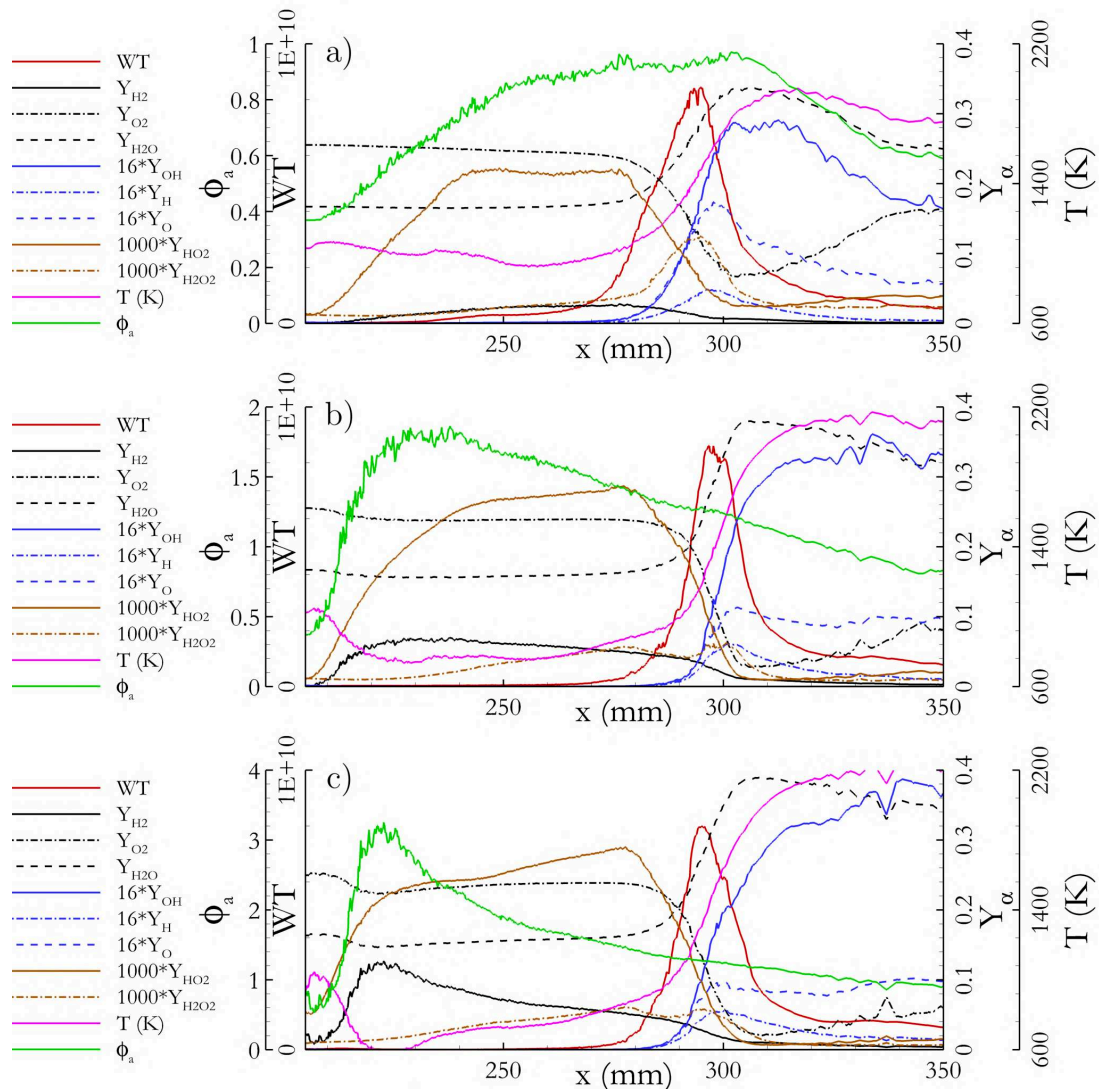 a)
WT
Y_H2
Y_O2
Y_H2O
16*Y_OH
16*Y_H
16*Y_O
1000*Y_HO2
1000*Y_H2O2
T (K)
ϕ_a
ϕ_a
0 0.2 0.4 0.6 0.8 1
WT
0 1E+10
Y_α
0 0.1 0.2 0.3 0.4
T (K)
600 1400 2200
250 300 350
x (mm)
b)
WT
Y_H2
Y_O2
Y_H2O
16*Y_OH
16*Y_H
16*Y_O
1000*Y_HO2
1000*Y_H2O2
T (K)
ϕ_a
ϕ_a
0 0.5 1 1.5 2
WT
0 1E+10
Y_α
0 0.1 0.2 0.3 0.4
T (K)
600 1400 2200
250 300 350
x (mm)
c)
WT
Y_H2
Y_O2
Y_H2O
16*Y_OH
16*Y_H
16*Y_O
1000*Y_HO2
1000*Y_H2O2
T (K)
ϕ_a
ϕ_a
0 1 2 3 4
WT
0 1E+10
Y_α
0 0.1 0.2 0.3 0.4
T (K)
600 1400 2200
250 300 350
x (mm)